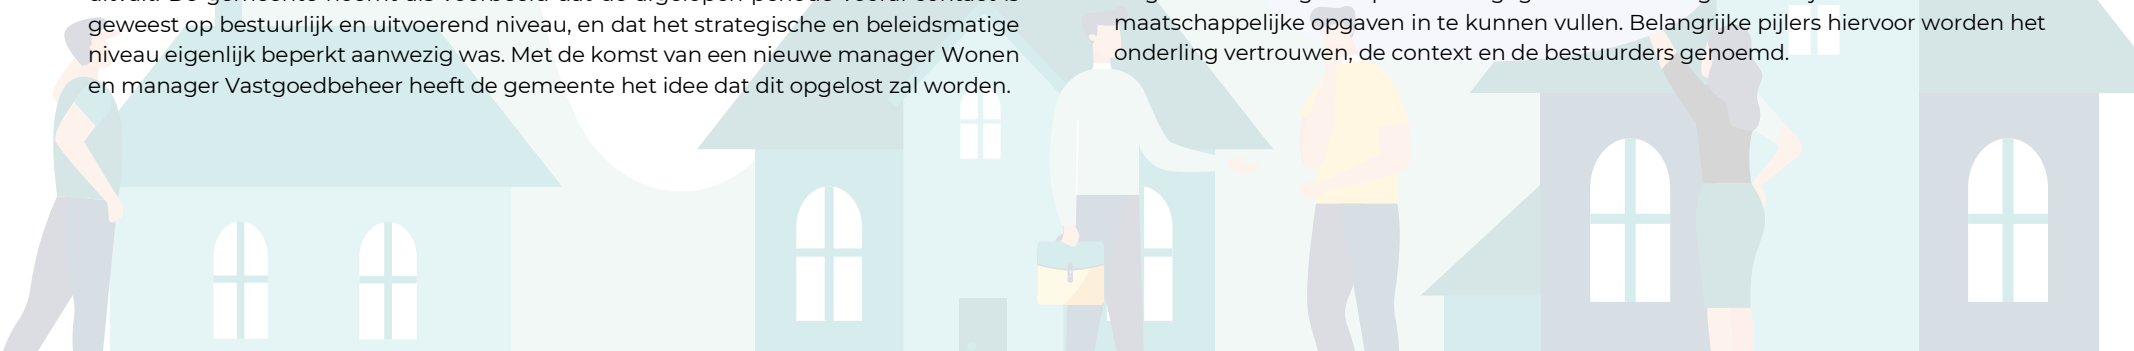 geweest op bestuurlijk en uitvoerend niveau, en dat het strategische en beleidsmatige
niveau eigenlijk beperkt aanwezig was. Met de komst van een nieuwe manager Wonen
en manager Vastgoedbeheer heeft de gemeente het idee dat dit opgelost zal worden.
maatschappelijke opgaven in te kunnen vullen. Belangrijke pijlers hiervoor worden het
onderling vertrouwen, de context en de bestuurders genoemd.